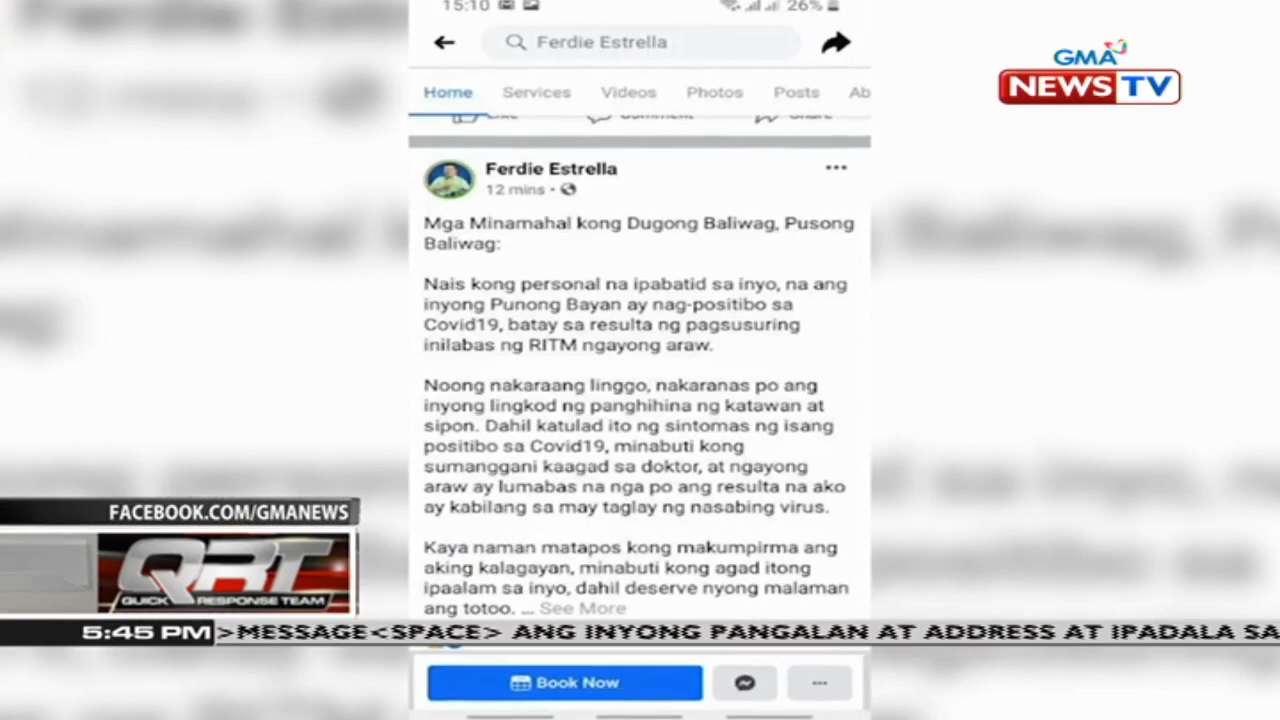 15:10
26%
Ferdie Estrella
GMA
NEWS TV
Home Services Videos Photos Posts Ab
Like Comment Share
Ferdie Estrella
12 mins
Mga Minamahal kong Dugong Baliwag, Pusong
Baliwag:
Nais kong personal na ipabatid sa inyo, na ang
inyong Punong Bayan ay nag-positibo sa
Covid19, batay sa resulta ng pagsusuring
inilabas ng RITM ngayong araw.
Noong nakaraang linggo, nakaranas po ang
inyong lingkod ng panghihina ng katawan at
sipon. Dahil katulad ito ng sintomas ng isang
positibo sa Covid19, minabuti kong
sumanggani kaagad sa doktor, at ngayong
araw ay lumabas na nga po ang resulta na ako
ay kabilang sa may taglay ng nasabing virus.
Kaya naman matapos kong makumpirma ang
aking kalagayan, minabuti kong agad itong
ipaalam sa inyo, dahil deserve nyong malaman
ang totoo. ... See More
FACEBOOK.COM/GMANEWS
QRT
QUICK RESPONSE TEAM
5:45 PM >MESSAGE<SPACE> ANG INYONG PANGALAN AT ADDRESS AT IPADALA SA
Book Now